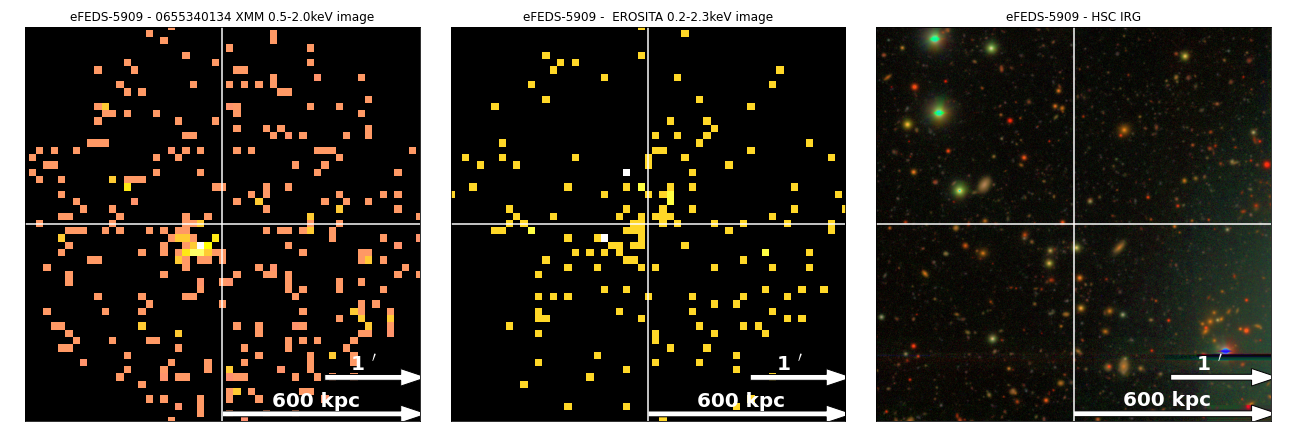 eFEDS-5909 - 0655340134 XMM 0.5-2.0keV image
eFEDS-5909 -  EROSITA 0.2-2.3keV image
eFEDS-5909 - HSC IRG
1 ′
600 kpc
1 ′
600 kpc
1 ′
600 kpc